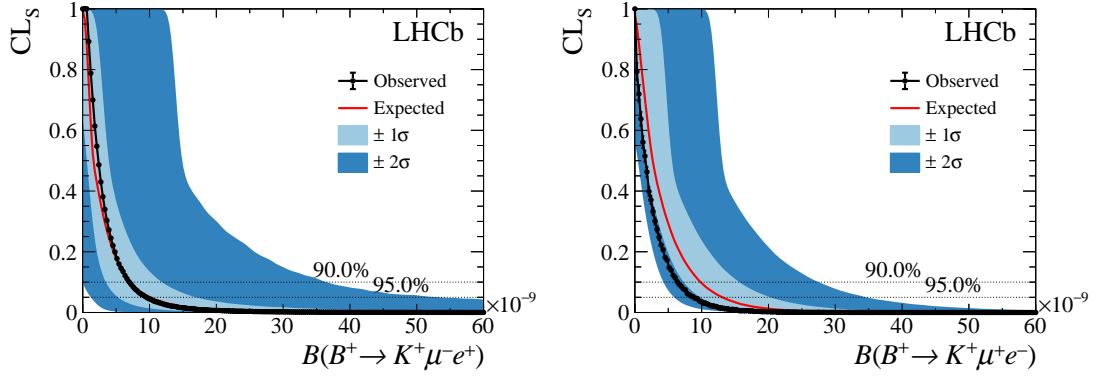 CL_S
1
0.8
0.6
0.4
0.2
0
LHCb
Observed
Expected
± 1σ
± 2σ
90.0%
95.0%
×10⁻⁹
0 10 20 30 40 50 60
B(B⁺→ K⁺μ⁻e⁺)
CL_S
1
0.8
0.6
0.4
0.2
0
LHCb
Observed
Expected
± 1σ
± 2σ
90.0%
95.0%
×10⁻⁹
0 10 20 30 40 50 60
B(B⁺→ K⁺μ⁺e⁻)